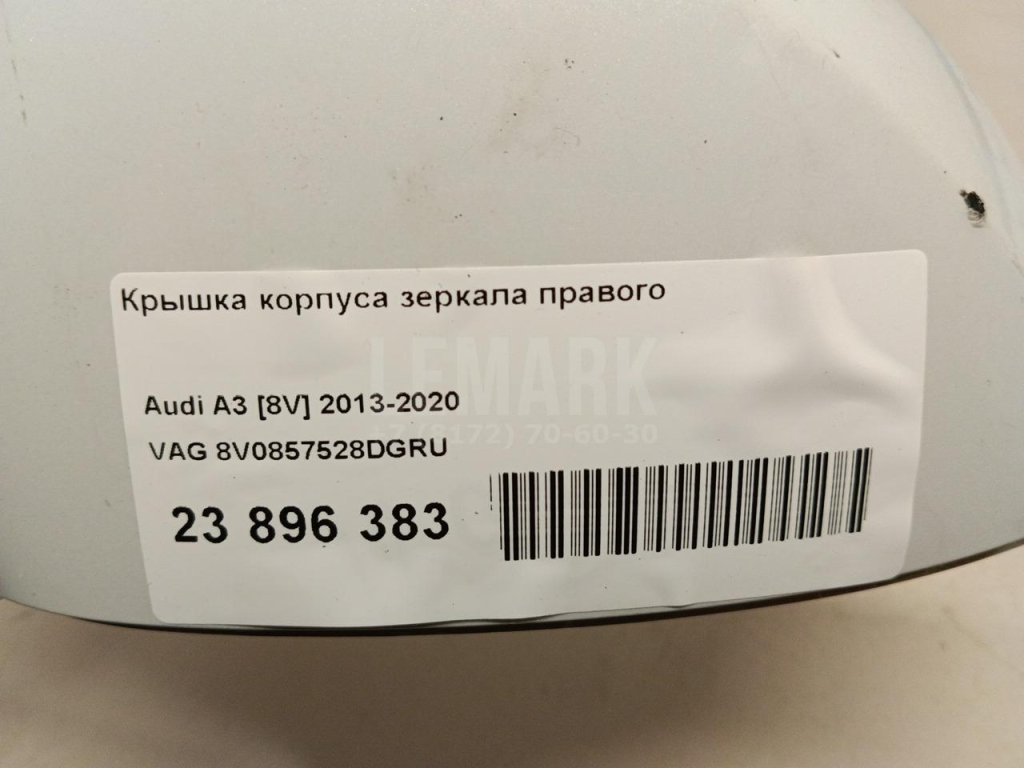 Крышка корпуса зеркала правого
LEMARK
Audi A3 [8V] 2013-2020
+7 (8172) 70-60-30
VAG 8V0857528DGRU
23 896 383